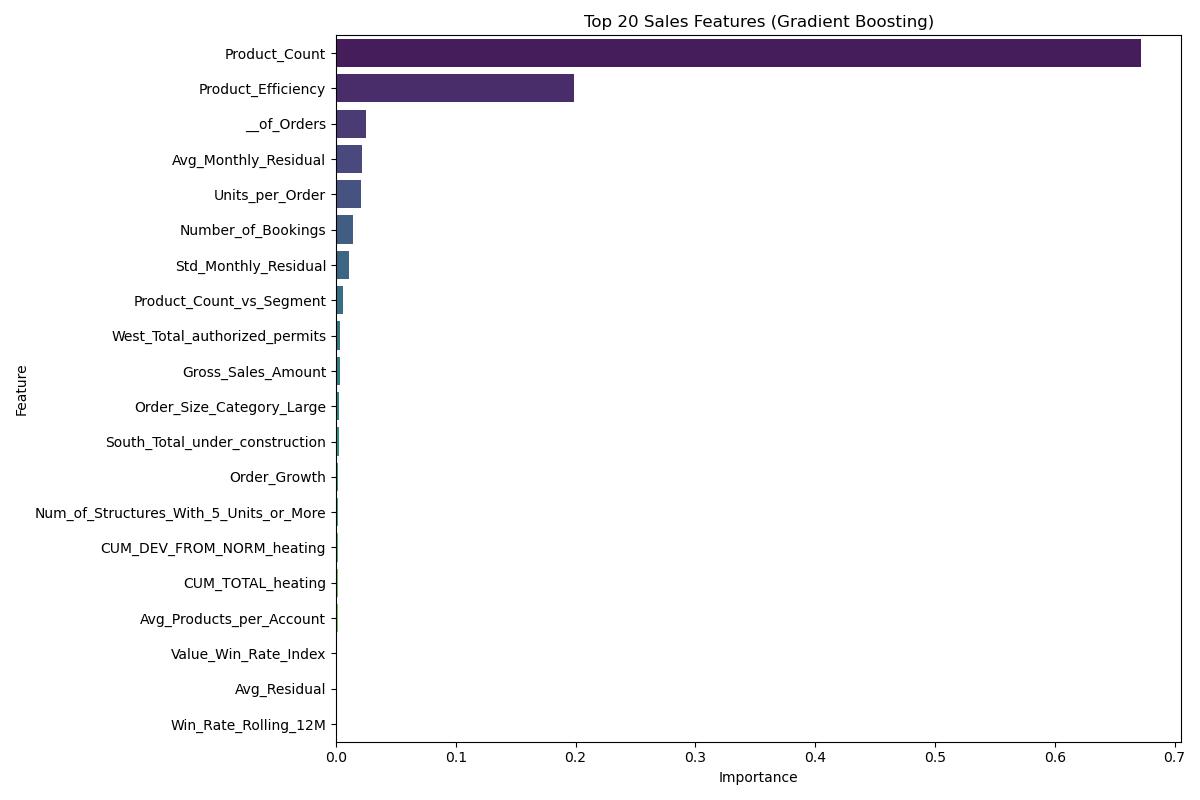 Top 20 Sales Features (Gradient Boosting)
Feature
Product_Count
Product_Efficiency
__of_Orders
Avg_Monthly_Residual
Units_per_Order
Number_of_Bookings
Std_Monthly_Residual
Product_Count_vs_Segment
West_Total_authorized_permits
Gross_Sales_Amount
Order_Size_Category_Large
South_Total_under_construction
Order_Growth
Num_of_Structures_With_5_Units_or_More
CUM_DEV_FROM_NORM_heating
CUM_TOTAL_heating
Avg_Products_per_Account
Value_Win_Rate_Index
Avg_Residual
Win_Rate_Rolling_12M
0.0 0.1 0.2 0.3 0.4 0.5 0.6 0.7
Importance